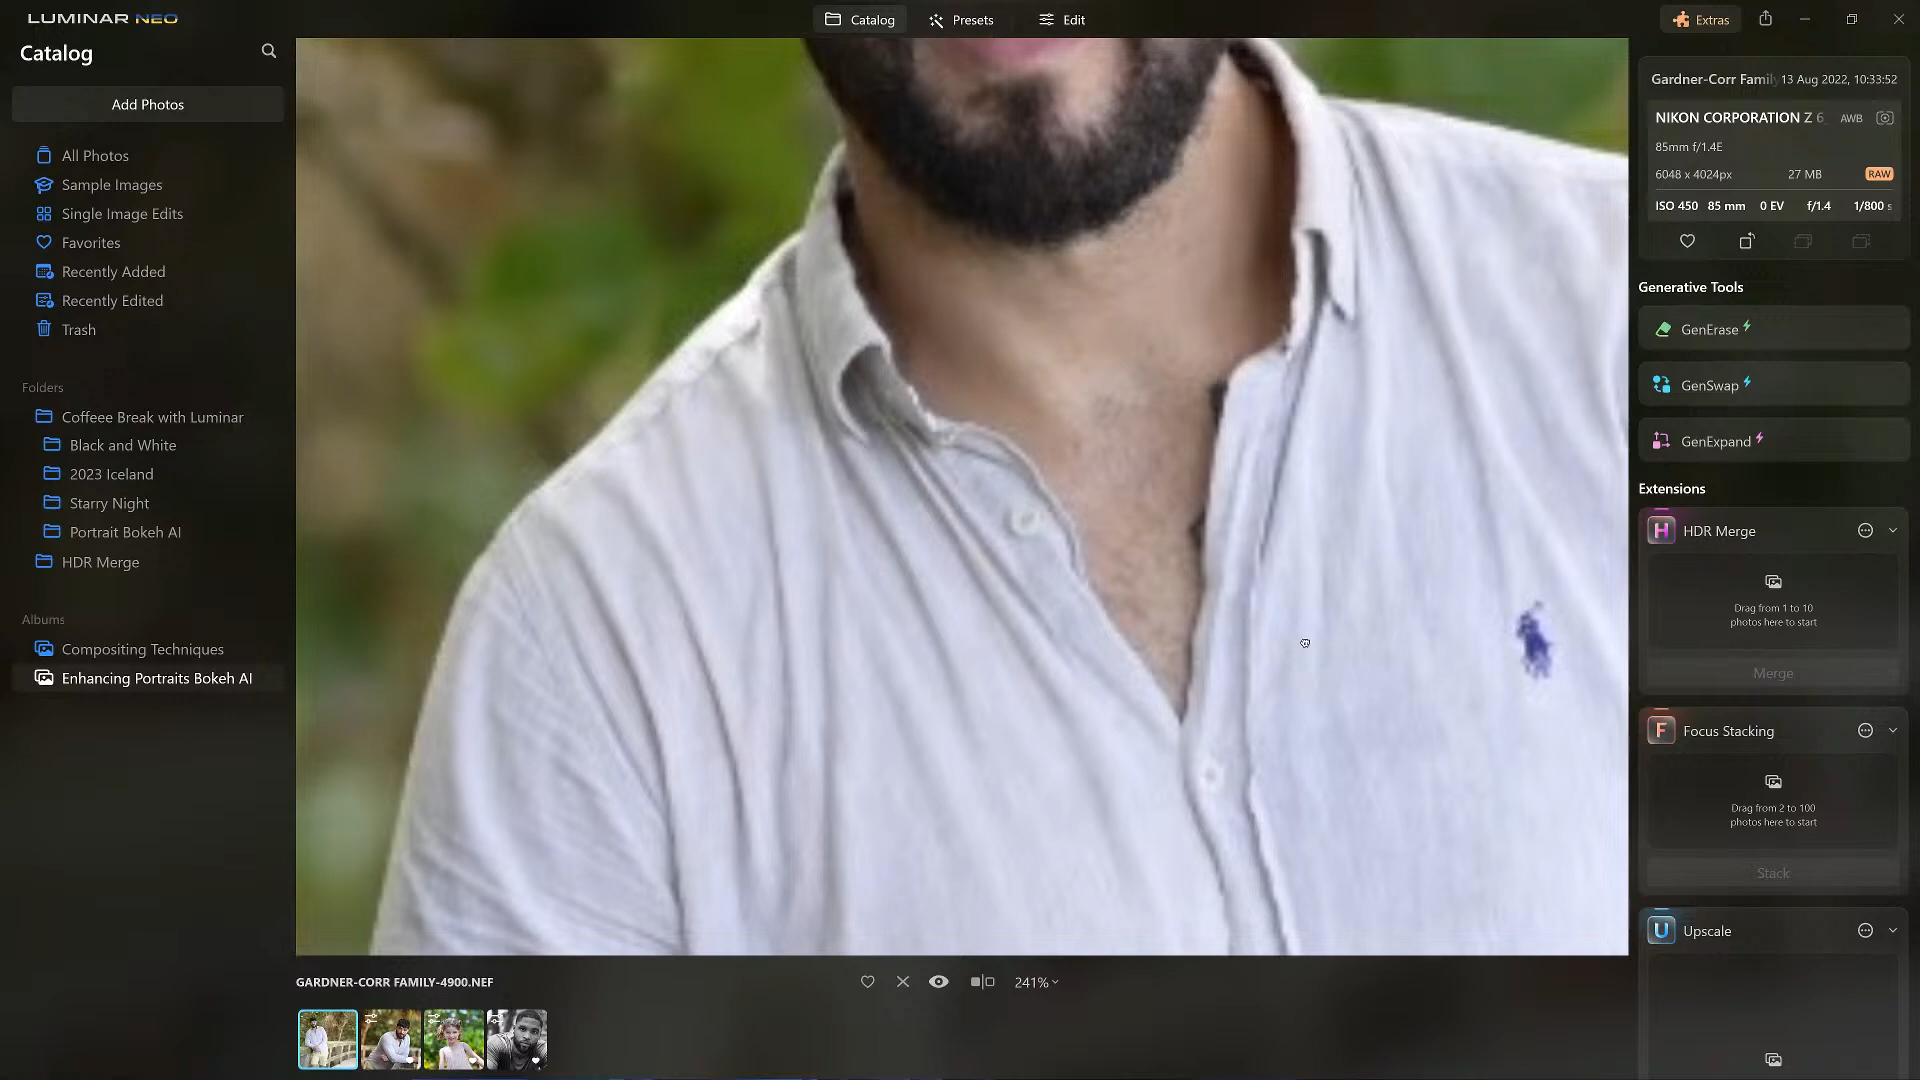 LUMINAR NEO
Catalog
Presets
Edit
Extras
Catalog
Add Photos
All Photos
Sample Images
Single Image Edits
Favorites
Recently Added
Recently Edited
Trash
Folders
Coffeee Break with Luminar
Black and White
2023 Iceland
Starry Night
Portrait Bokeh AI
HDR Merge
Albums
Compositing Techniques
Enhancing Portraits Bokeh AI
Gardner-Corr Family 13 Aug 2022, 10:33:52
NIKON CORPORATION Z 6 AWB
85mm f/1.4E
6048 x 4024px 27 MB RAW
ISO 450 85 mm 0 EV f/1.4 1/800 s
Generative Tools
GenErase
GenSwap
GenExpand
Extensions
H HDR Merge
Drag from 1 to 10
photos here to start
Merge
F Focus Stacking
Drag from 2 to 100
photos here to start
Stack
U Upscale
GARDNER-CORR FAMILY-4900.NEF
241%